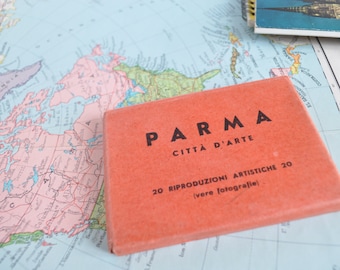 PARMA
CITTÀ D'ARTE
20 RIPRODUZIONI ARTISTICHE 20
(vere fotografie)